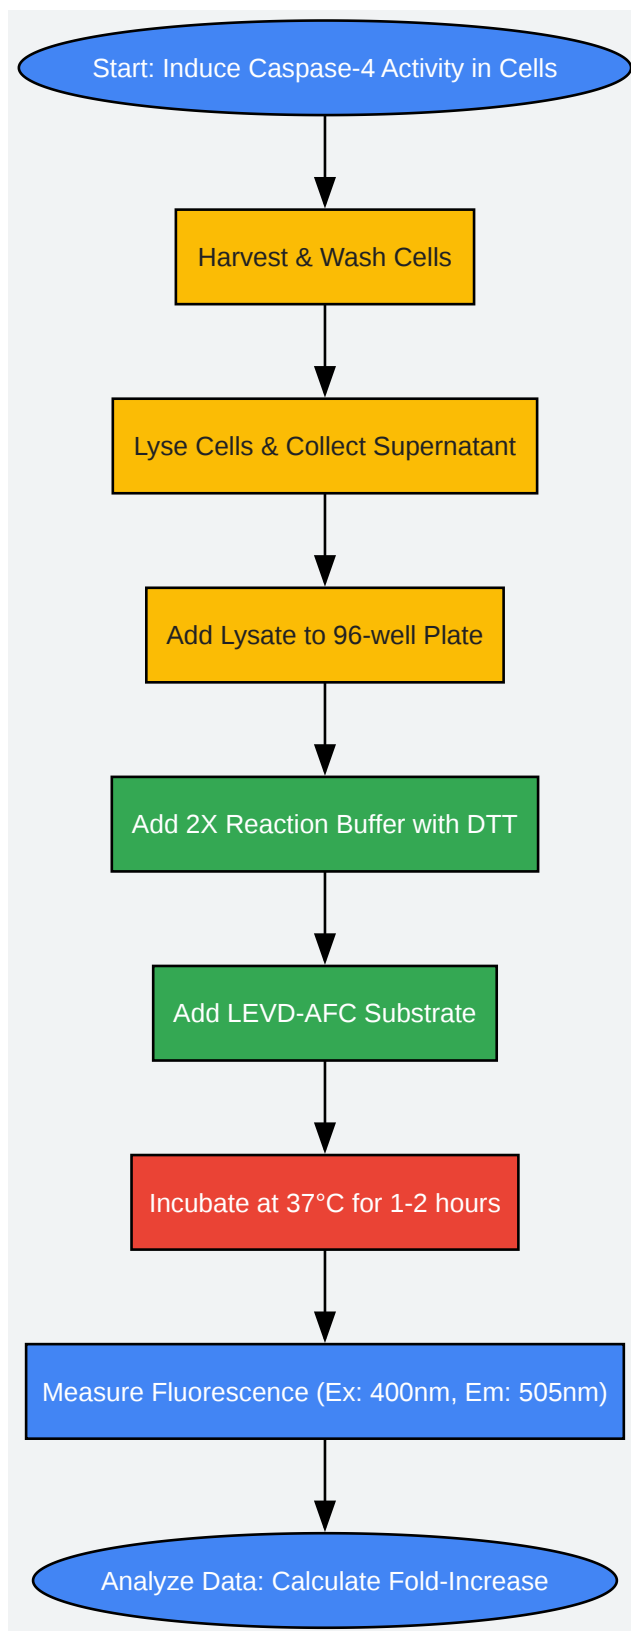 Start: Induce Caspase-4 Activity in Cells
Harvest & Wash Cells
Lyse Cells & Collect Supernatant
Add Lysate to 96-well Plate
Add 2X Reaction Buffer with DTT
Add LEVD-AFC Substrate
Incubate at 37°C for 1-2 hours
Measure Fluorescence (Ex: 400nm, Em: 505nm)
Analyze Data: Calculate Fold-Increase